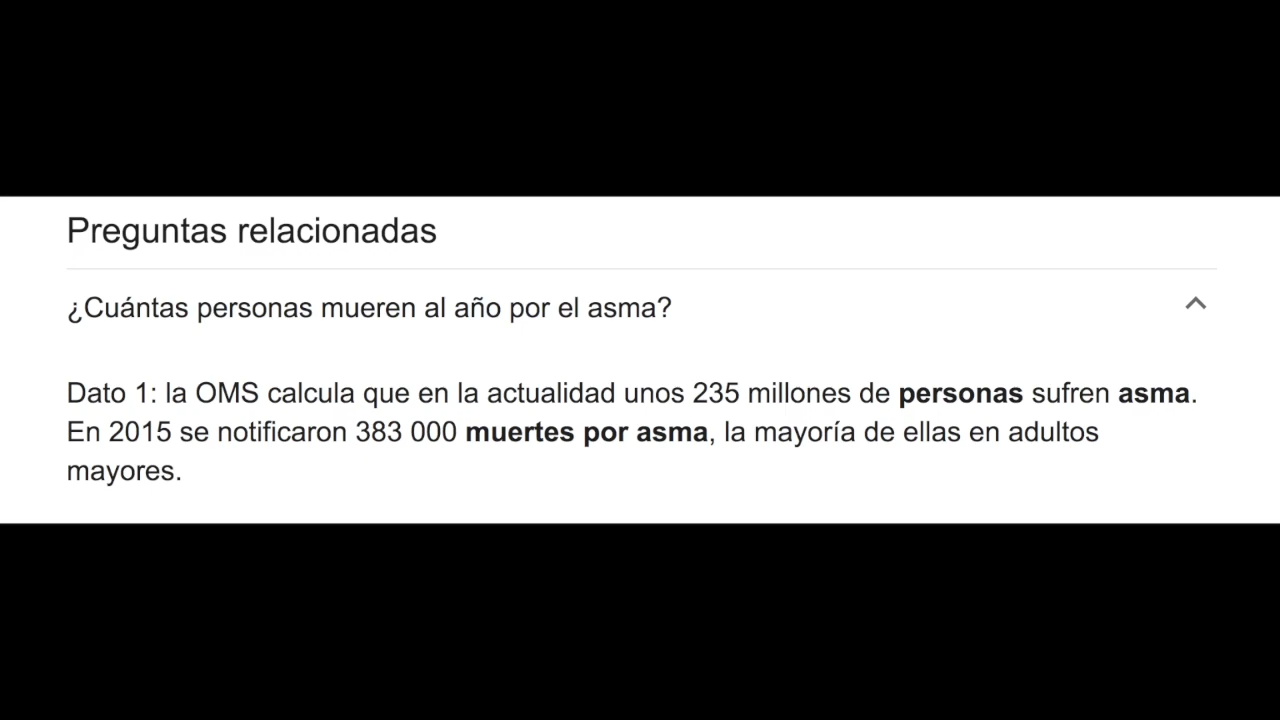 Preguntas relacionadas
¿Cuántas personas mueren al año por el asma?
Dato 1: la OMS calcula que en la actualidad unos 235 millones de personas sufren asma.
En 2015 se notificaron 383 000 muertes por asma, la mayoría de ellas en adultos
mayores.